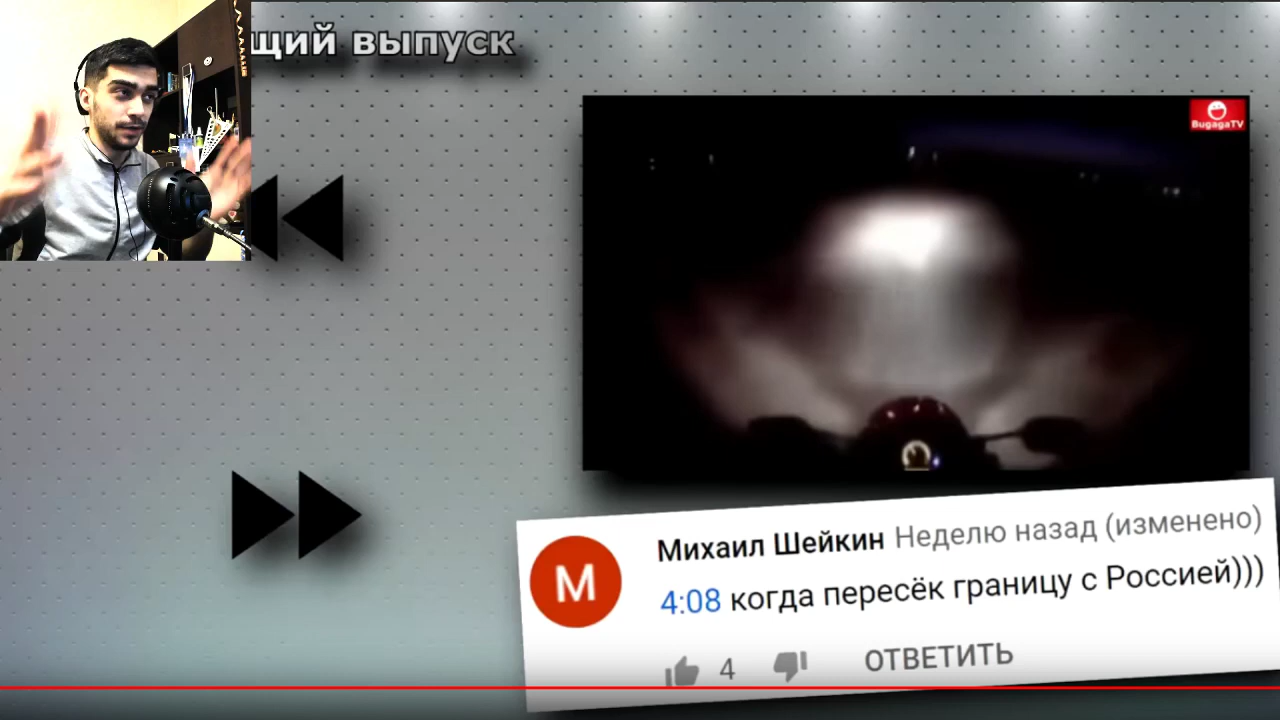 щий выпуск
BugagaTV
М
Михаил Шейкин Неделю назад (изменено)
4:08 когда пересёк границу с Россией)))
4
ОТВЕТИТЬ